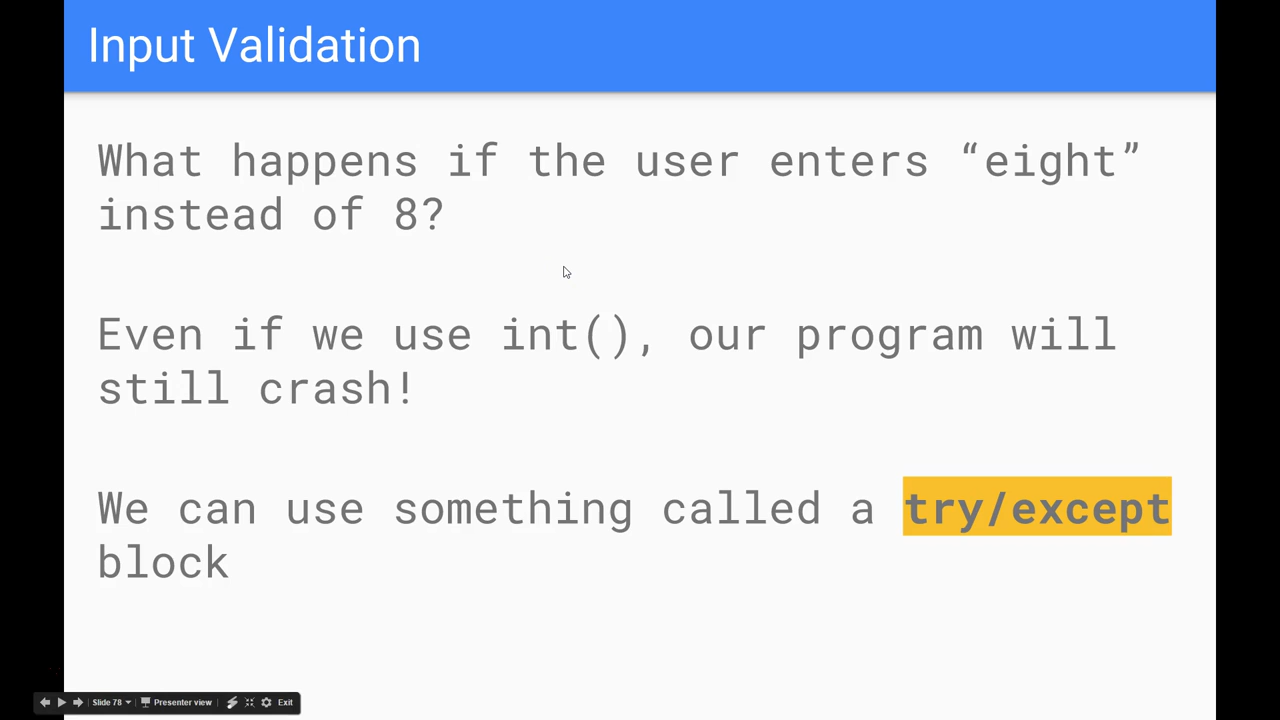 Input Validation
What happens if the user enters “eight”
instead of 8?
Even if we use int(), our program will
still crash!
We can use something called a try/except
block
Slide 78 Presenter view Exit